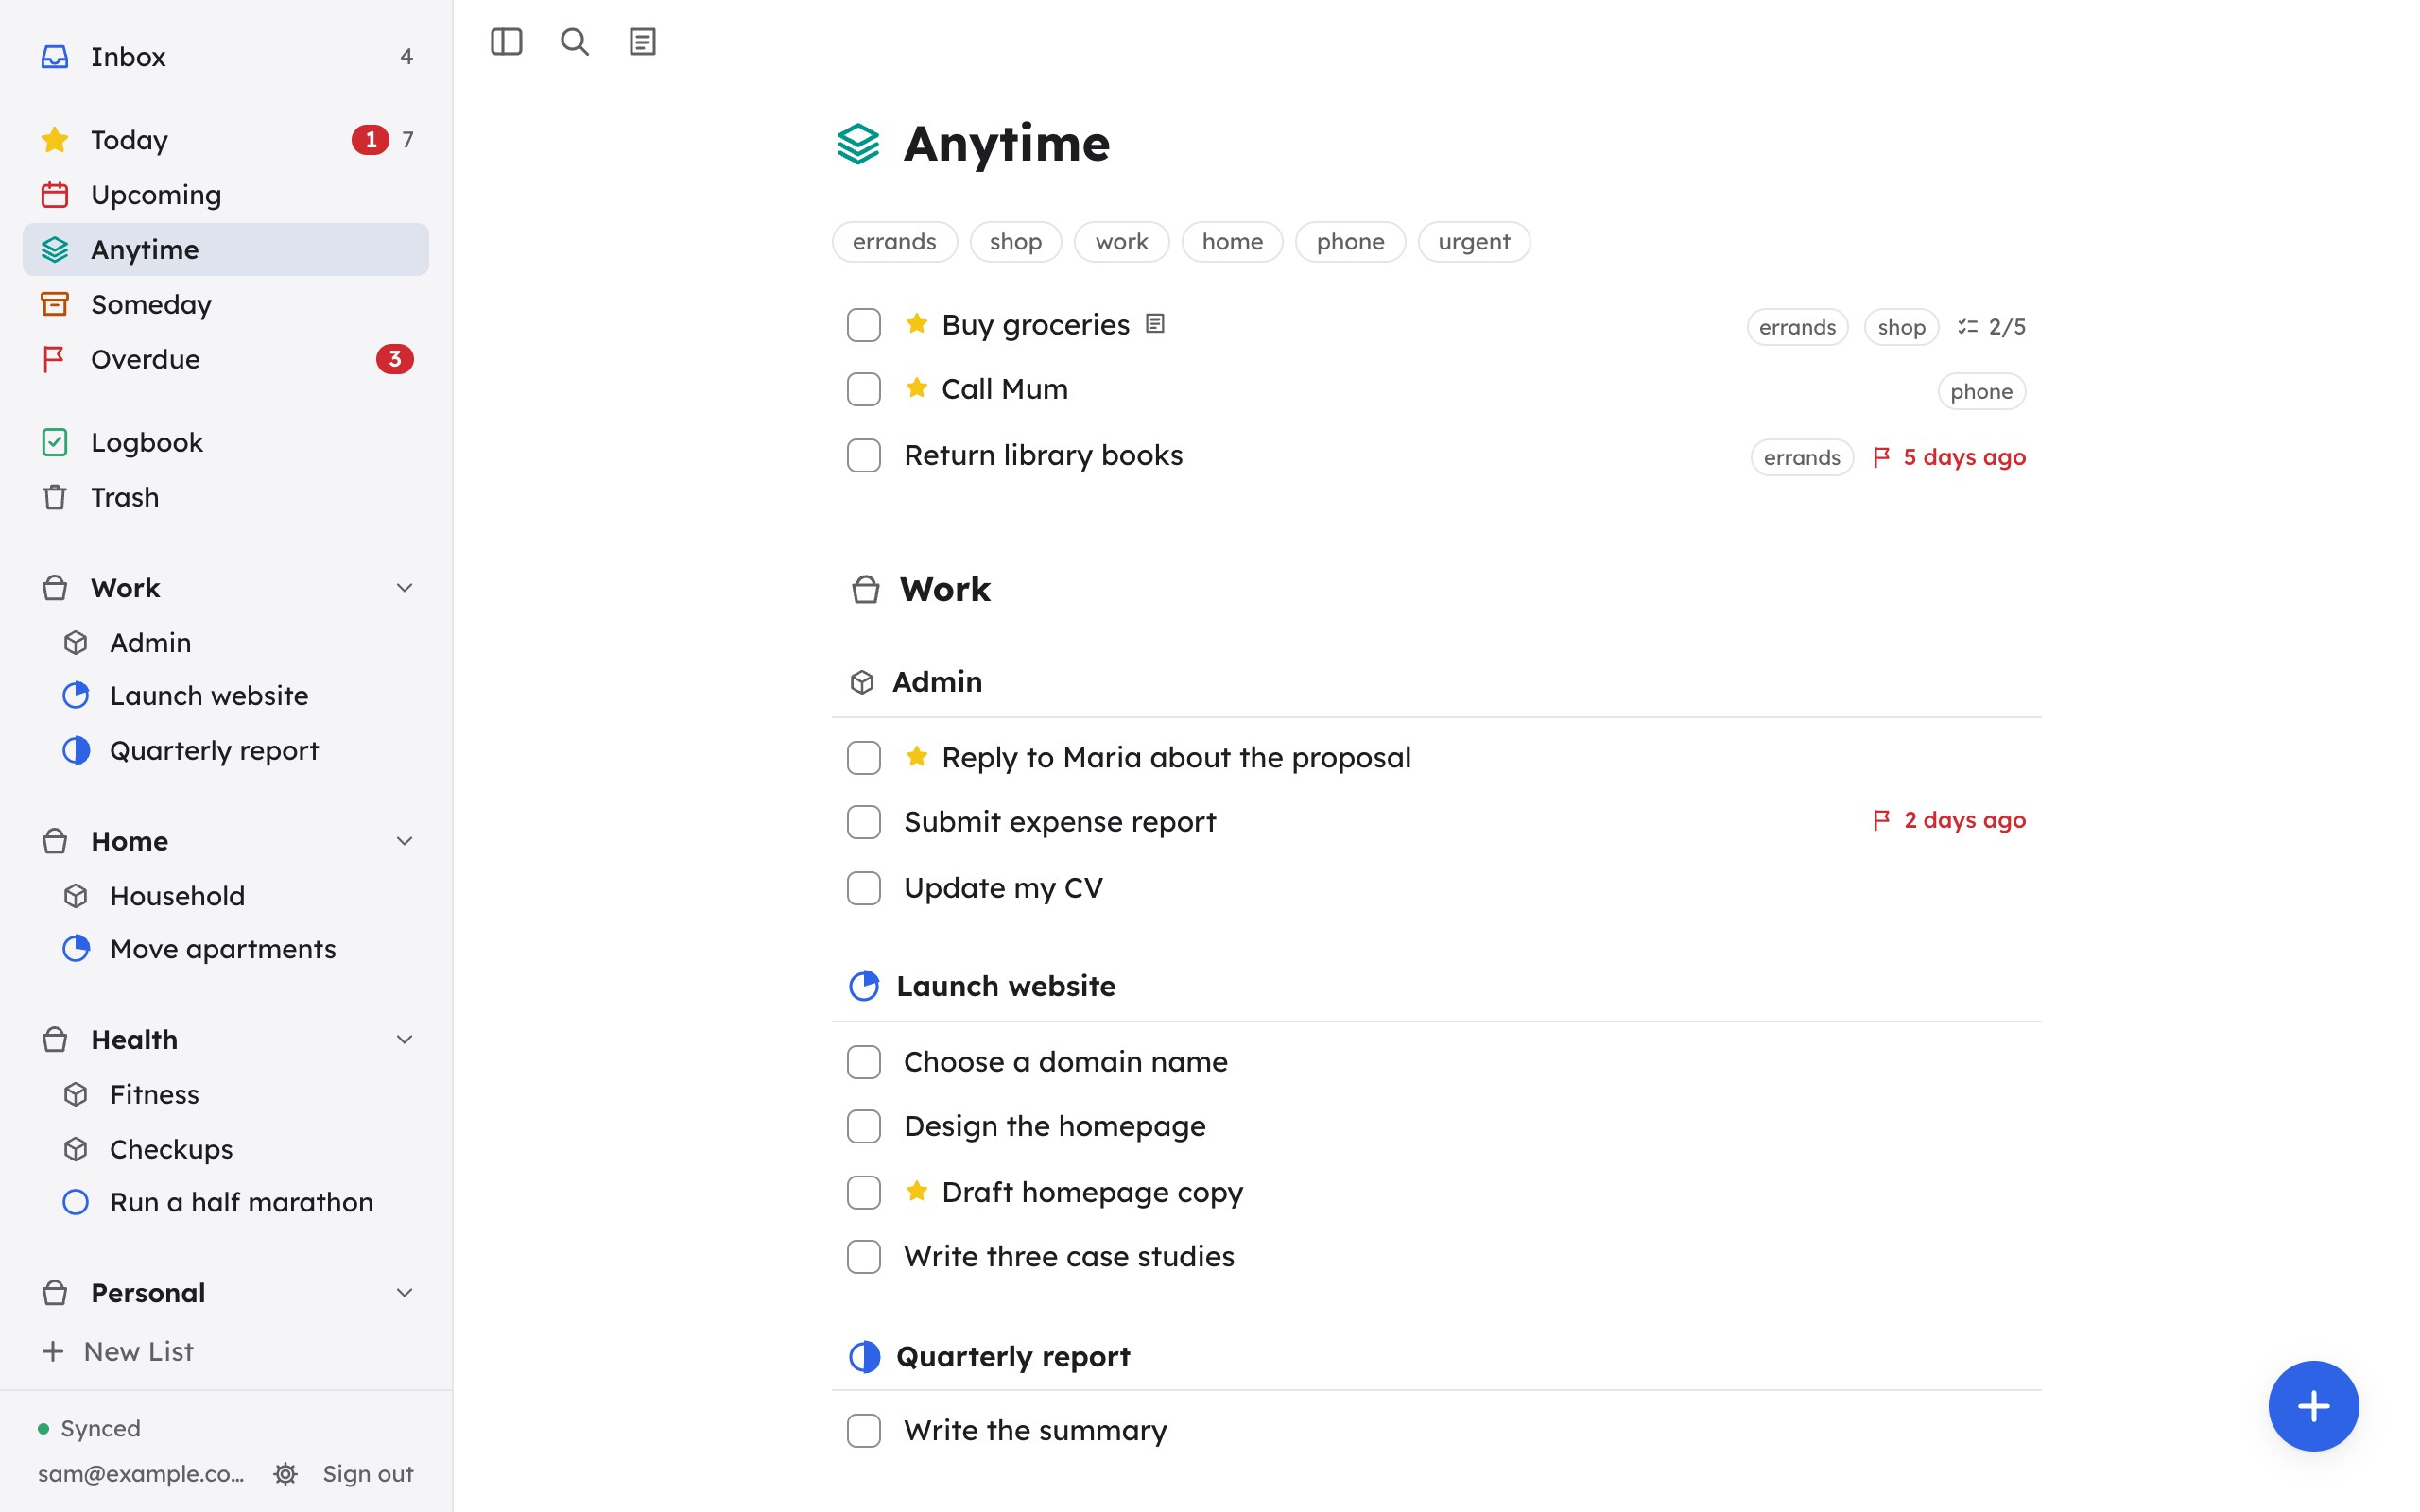 Inbox 4
Today 1 7
Upcoming
Anytime
Someday
Overdue 3
Logbook
Trash
Work
Admin
Launch website
Quarterly report
Home
Household
Move apartments
Health
Fitness
Checkups
Run a half marathon
Personal
New List
Synced
sam@example.co... Sign out
Anytime
errands shop work home phone urgent
Buy groceries errands shop 2/5
Call Mum phone
Return library books errands 5 days ago
Work
Admin
Reply to Maria about the proposal
Submit expense report 2 days ago
Update my CV
Launch website
Choose a domain name
Design the homepage
Draft homepage copy
Write three case studies
Quarterly report
Write the summary